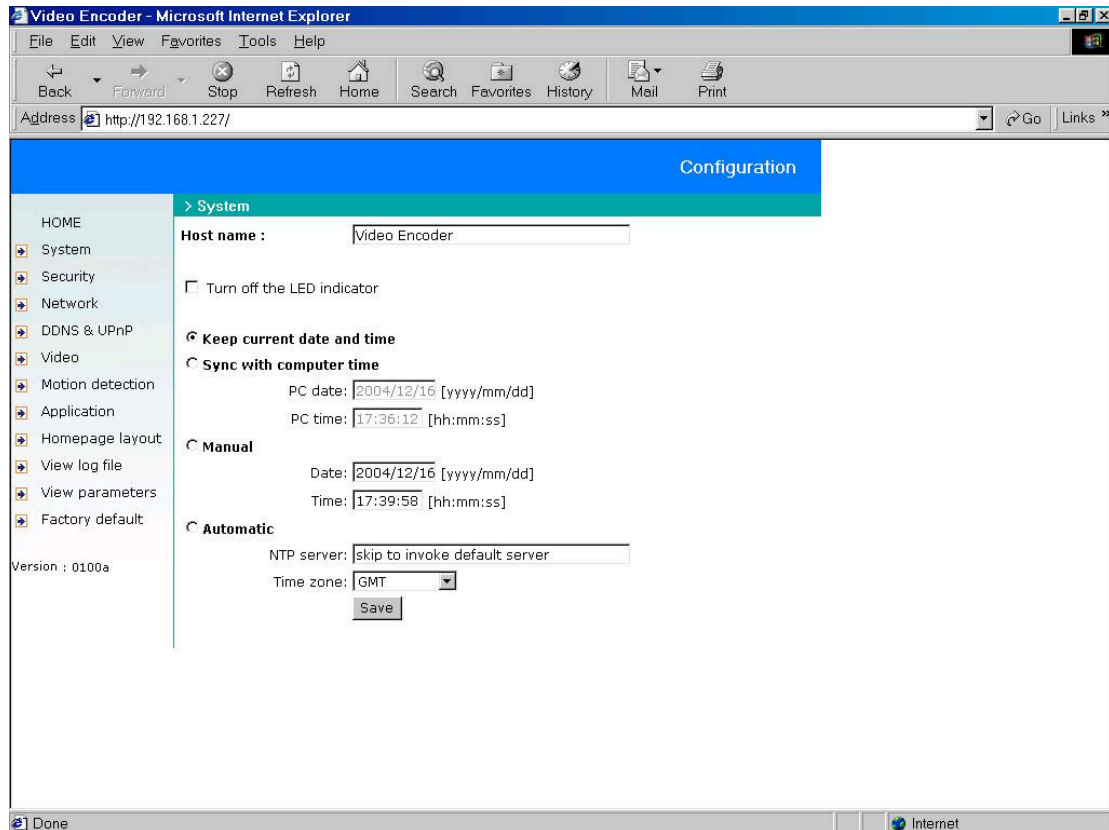 Video Encoder - Microsoft Internet Explorer
File Edit View Favorites Tools Help
Back Forward Stop Refresh Home Search Favorites History Mail Print
Address http://192.168.1.227/ Go Links »
Configuration
> System
HOME
System
Security
Network
DDNS & UPnP
Video
Motion detection
Application
Homepage layout
View log file
View parameters
Factory default
Version : 0100a
Host name : Video Encoder
Turn off the LED indicator
Keep current date and time
Sync with computer time
PC date: 2004/12/16 [yyyy/mm/dd]
PC time: 17:36:12 [hh:mm:ss]
Manual
Date: 2004/12/16 [yyyy/mm/dd]
Time: 17:39:58 [hh:mm:ss]
Automatic
NTP server: skip to invoke default server
Time zone: GMT
Save
Done Internet